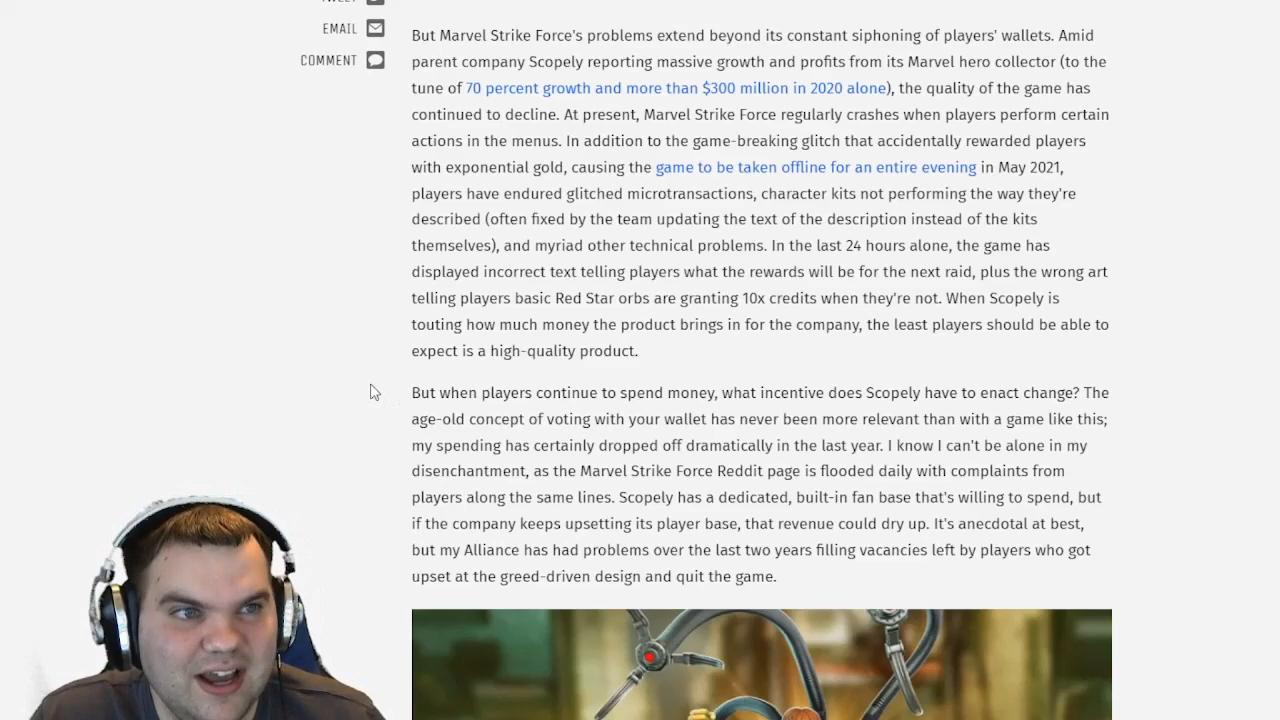 EMAIL
COMMENT
But Marvel Strike Force's problems extend beyond its constant siphoning of players' wallets. Amid
parent company Scopely reporting massive growth and profits from its Marvel hero collector (to the
tune of 70 percent growth and more than $300 million in 2020 alone), the quality of the game has
continued to decline. At present, Marvel Strike Force regularly crashes when players perform certain
actions in the menus. In addition to the game-breaking glitch that accidentally rewarded players
with exponential gold, causing the game to be taken offline for an entire evening in May 2021,
players have endured glitched microtransactions, character kits not performing the way they're
described (often fixed by the team updating the text of the description instead of the kits
themselves), and myriad other technical problems. In the last 24 hours alone, the game has
displayed incorrect text telling players what the rewards will be for the next raid, plus the wrong art
telling players basic Red Star orbs are granting 10x credits when they're not. When Scopely is
touting how much money the product brings in for the company, the least players should be able to
expect is a high-quality product.
But when players continue to spend money, what incentive does Scopely have to enact change? The
age-old concept of voting with your wallet has never been more relevant than with a game like this;
my spending has certainly dropped off dramatically in the last year. I know I can't be alone in my
disenchantment, as the Marvel Strike Force Reddit page is flooded daily with complaints from
players along the same lines. Scopely has a dedicated, built-in fan base that's willing to spend, but
if the company keeps upsetting its player base, that revenue could dry up. It's anecdotal at best,
but my Alliance has had problems over the last two years filling vacancies left by players who got
upset at the greed-driven design and quit the game.